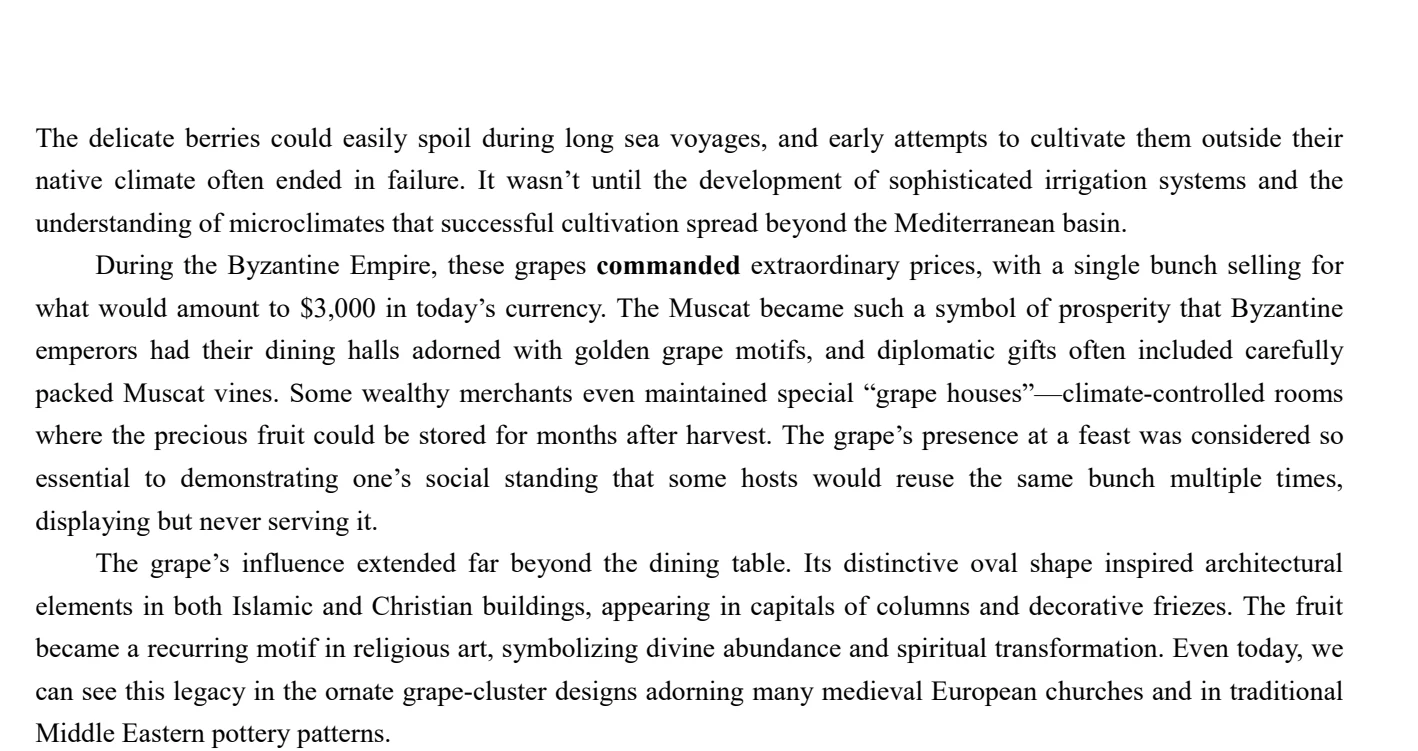 The delicate berries could easily spoil during long sea voyages, and early attempts to cultivate them outside their
native climate often ended in failure. It wasn’t until the development of sophisticated irrigation systems and the
understanding of microclimates that successful cultivation spread beyond the Mediterranean basin.
During the Byzantine Empire, these grapes commanded extraordinary prices, with a single bunch selling for
what would amount to $3,000 in today’s currency. The Muscat became such a symbol of prosperity that Byzantine
emperors had their dining halls adorned with golden grape motifs, and diplomatic gifts often included carefully
packed Muscat vines. Some wealthy merchants even maintained special “grape houses”—climate-controlled rooms
where the precious fruit could be stored for months after harvest. The grape’s presence at a feast was considered so
essential to demonstrating one’s social standing that some hosts would reuse the same bunch multiple times,
displaying but never serving it.
The grape’s influence extended far beyond the dining table. Its distinctive oval shape inspired architectural
elements in both Islamic and Christian buildings, appearing in capitals of columns and decorative friezes. The fruit
became a recurring motif in religious art, symbolizing divine abundance and spiritual transformation. Even today, we
can see this legacy in the ornate grape-cluster designs adorning many medieval European churches and in traditional
Middle Eastern pottery patterns.